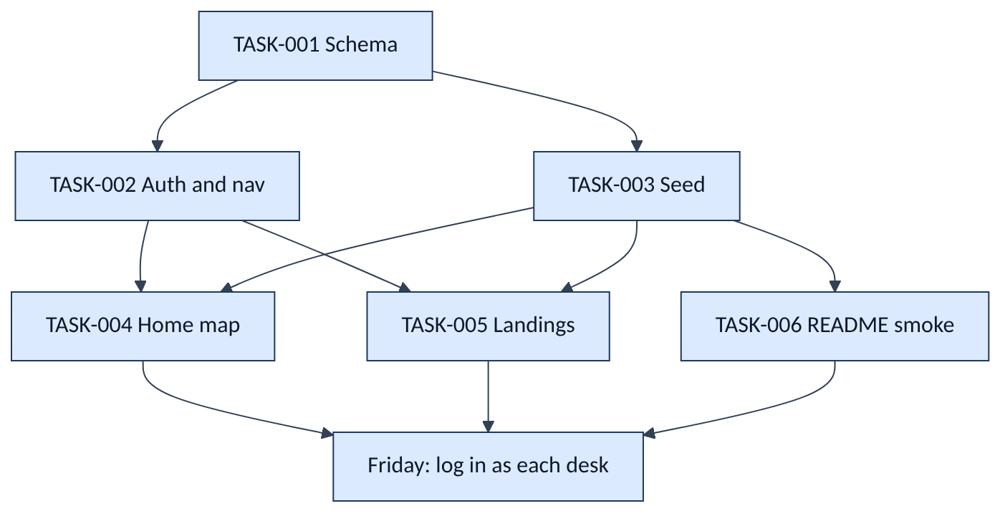 TASK-001 Schema
TASK-002 Auth and nav
TASK-003 Seed
TASK-004 Home map
TASK-005 Landings
TASK-006 README smoke
Friday: log in as each desk